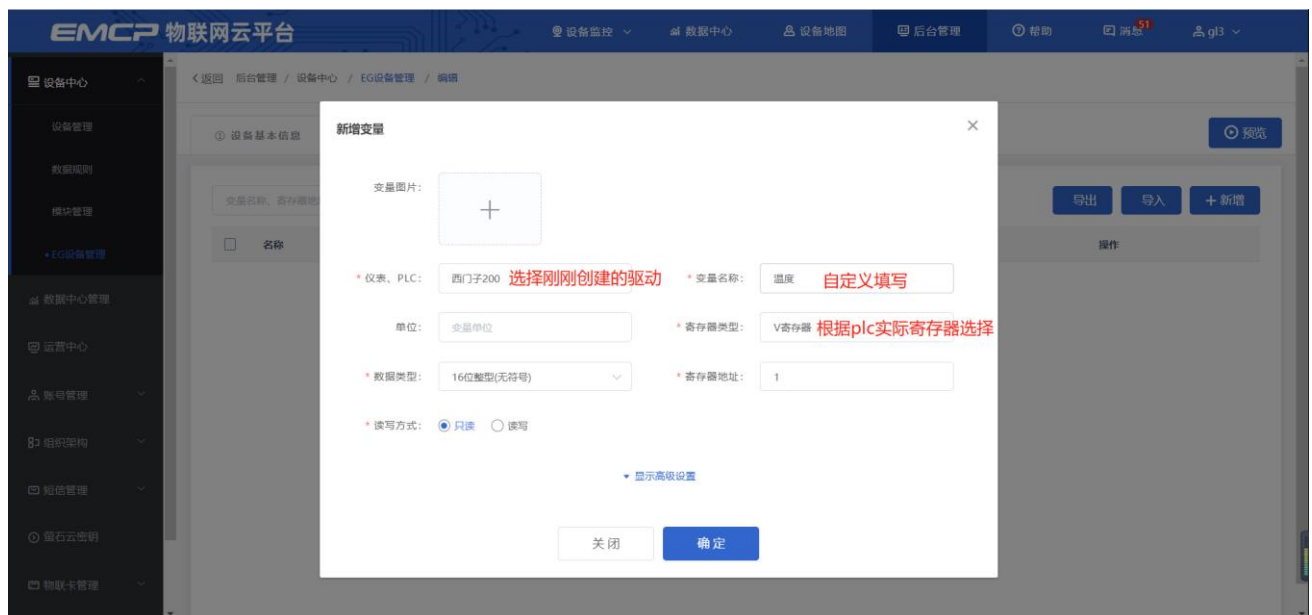 EMCP 物联网云平台
设备监控 数据中心 设备地图 后台管理 帮助 消息 51 gl3
设备中心
设备管理
数据规则
模块管理
EG设备管理
数据中心管理
运营中心
账号管理
组织架构
短信管理
萤石云密钥
物联卡管理
返回 后台管理 / 设备中心 / EG设备管理 / 编辑
① 设备基本信息
预览
变量名称、寄存器地
导出 导入 + 新增
名称 操作
新增变量
变量图片:
* 仪表、PLC: 西门子200 选择刚刚创建的驱动 * 变量名称: 温度 自定义填写
单位: 变量单位 * 寄存器类型: V寄存器 根据plc实际寄存器选择
* 数据类型: 16位整型(无符号) * 寄存器地址: 1
* 读写方式: 只读 读写
显示高级设置
关闭 确定